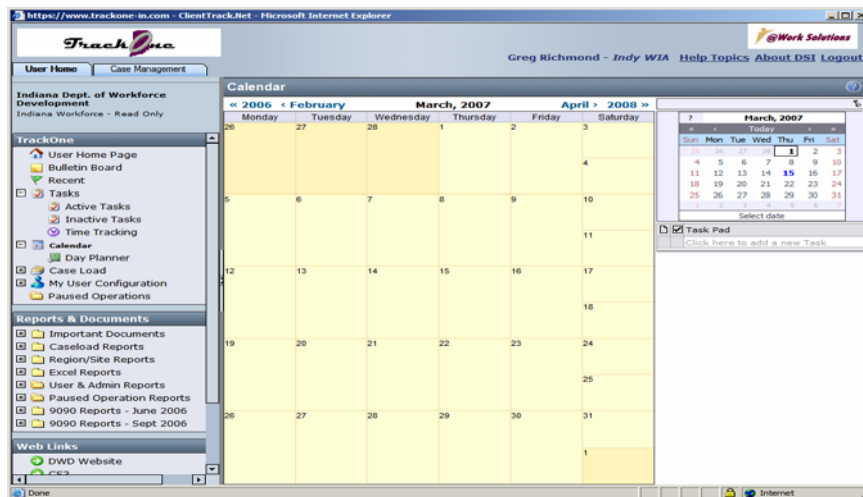 https://www.trackone-in.com - ClientTrack.Net - Microsoft Internet Explorer
TrackOne
@Work Solutions
Greg Richmond - Indy WIA Help Topics About DSI Logout
User Home Case Management
Indiana Dept. of Workforce
Development
Indiana Workforce - Read Only
TrackOne
User Home Page
Bulletin Board
Recent
Tasks
Active Tasks
Inactive Tasks
Time Tracking
Calendar
Day Planner
Case Load
My User Configuration
Paused Operations
Reports & Documents
Important Documents
Caseload Reports
Region/Site Reports
Excel Reports
User & Admin Reports
Paused Operation Reports
9090 Reports - June 2006
9090 Reports - Sept 2006
Web Links
DWD Website
Calendar
« 2006 ‹ February March, 2007 April › 2008 »
Monday Tuesday Wednesday Thursday Friday Saturday
26 27 28 1 2 3
4
5 6 7 8 9 10
11
12 13 14 15 16 17
18
19 20 21 22 23 24
25
26 27 28 29 30 31
1
? March, 2007
« ‹ Today › »
Sun Mon Tue Wed Thu Fri Sat
25 26 27 28 1 2 3
4 5 6 7 8 9 10
11 12 13 14 15 16 17
18 19 20 21 22 23 24
25 26 27 28 29 30 31
1 2 3 4 5 6 7
Select date
Task Pad
Click here to add a new Task
Done Internet